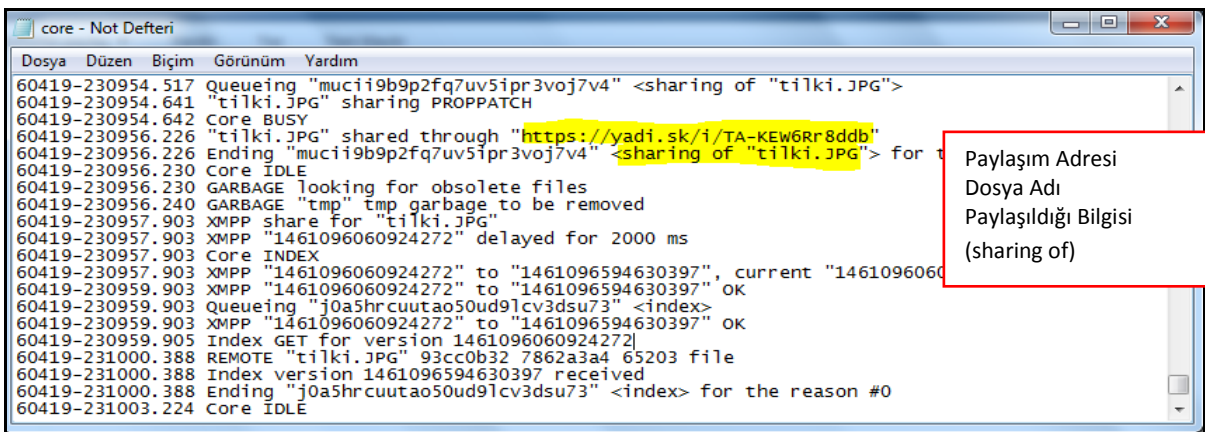 core - Not Defteri
Dosya Düzen Biçim Görünüm Yardım
60419-230954.517 Queueing "mucii9b9p2fq7uv5ipr3voj7v4" <sharing of "tilki.JPG">
60419-230954.641 "tilki.JPG" sharing PROPPATCH
60419-230954.642 Core BUSY
60419-230956.226 "tilki.JPG" shared through "https://yadi.sk/i/TA-KEW6Rr8ddb"
60419-230956.226 Ending "mucii9b9p2fq7uv5ipr3voj7v4" <sharing of "tilki.JPG"> for t
60419-230956.230 Core IDLE
60419-230956.230 GARBAGE looking for obsolete files
60419-230956.240 GARBAGE "tmp" tmp garbage to be removed
60419-230957.903 XMPP share for "tilki.JPG"
60419-230957.903 XMPP "1461096060924272" delayed for 2000 ms
60419-230957.903 Core INDEX
60419-230957.903 XMPP "1461096060924272" to "1461096594630397", current "146109606
60419-230959.903 XMPP "1461096060924272" to "1461096594630397" OK
60419-230959.903 Queueing "j0a5hrcuutao50ud9lcv3dsu73" <index>
60419-230959.903 XMPP "1461096060924272" to "1461096594630397" OK
60419-230959.905 Index GET for version 1461096060924272
60419-231000.388 REMOTE "tilki.JPG" 93cc0b32 7862a3a4 65203 file
60419-231000.388 Index version 1461096594630397 received
60419-231000.388 Ending "j0a5hrcuutao50ud9lcv3dsu73" <index> for the reason #0
60419-231003.224 Core IDLE
Paylaşım Adresi
Dosya Adı
Paylaşıldığı Bilgisi
(sharing of)